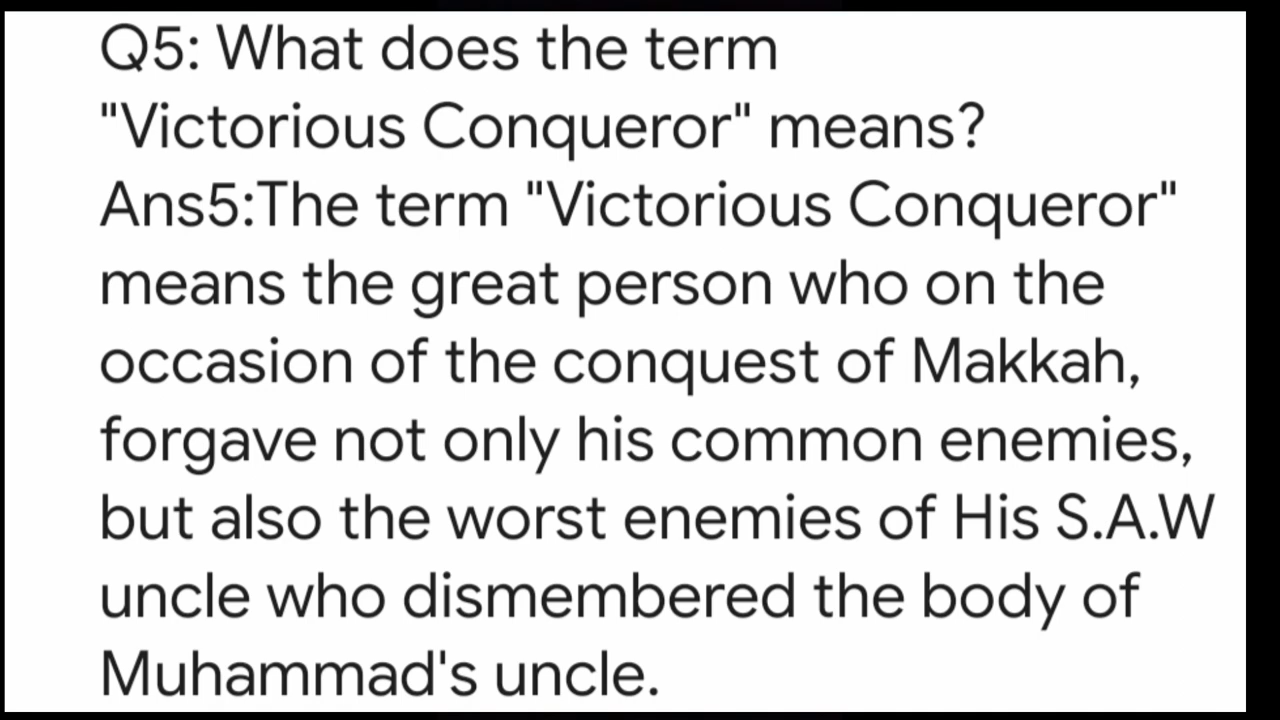 Q5: What does the term
"Victorious Conqueror" means?
Ans5:The term "Victorious Conqueror"
means the great person who on the
occasion of the conquest of Makkah,
forgave not only his common enemies,
but also the worst enemies of His S.A.W
uncle who dismembered the body of
Muhammad's uncle.